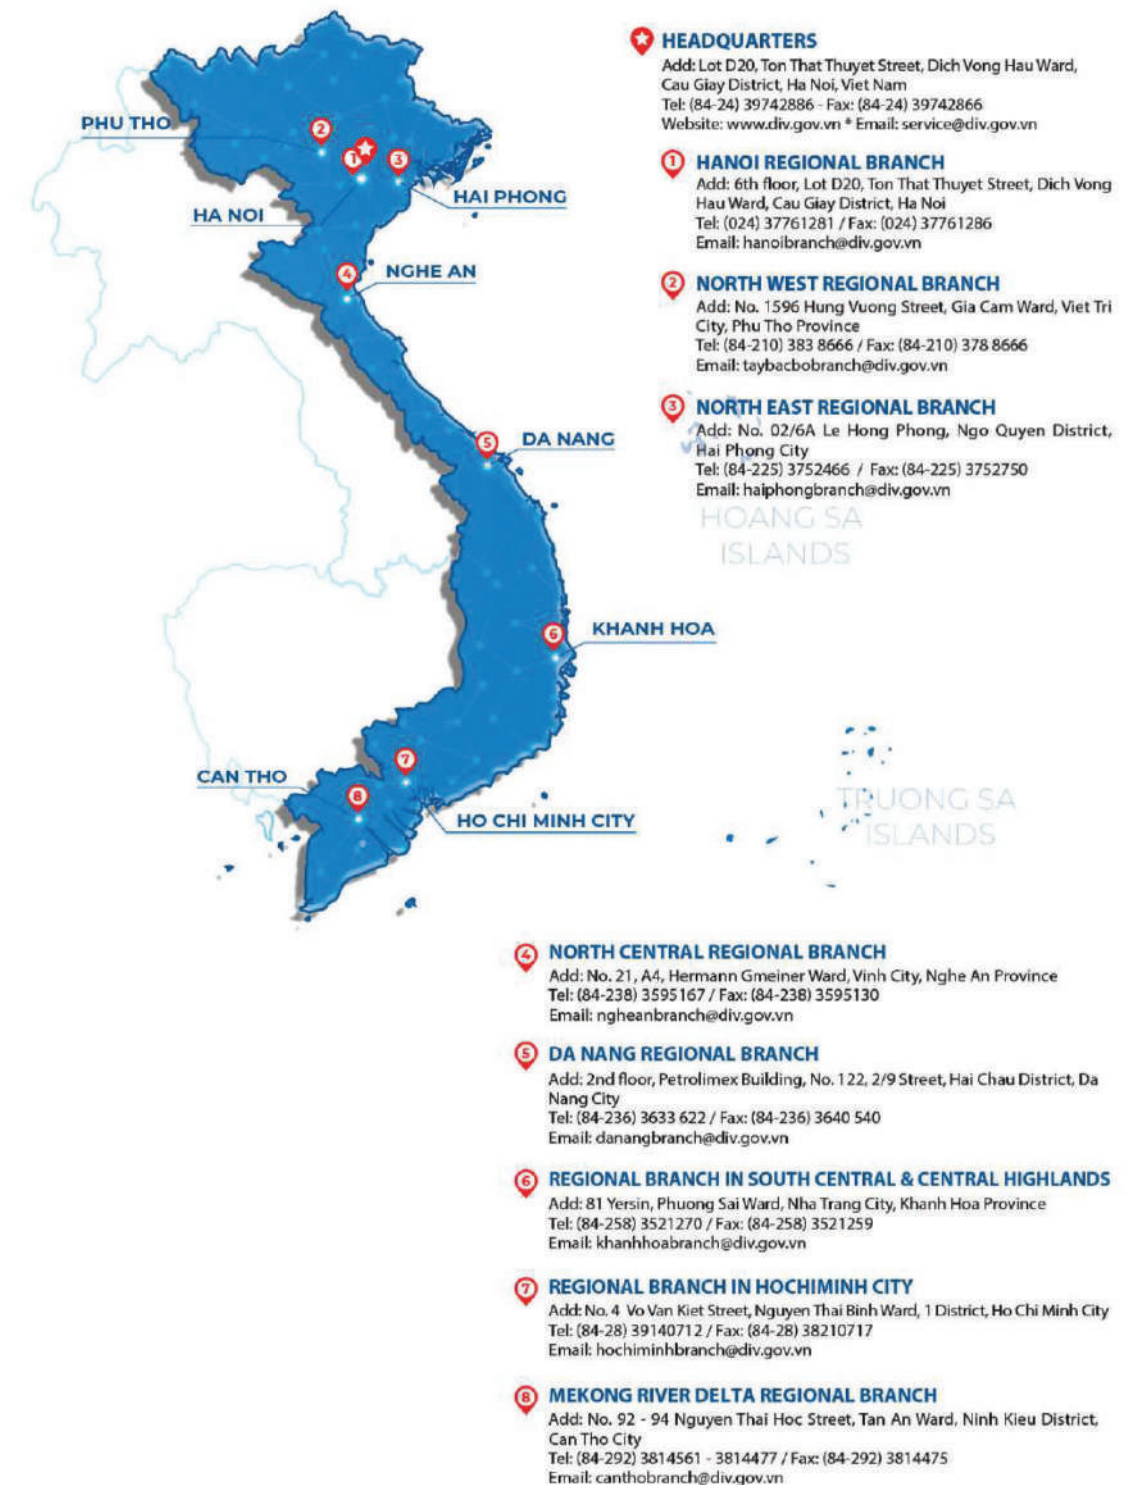 HEADQUARTERS
Add: Lot D20, Ton That Thuyet Street, Dich Vong Hau Ward,
Cau Giay District, Ha Noi, Viet Nam
Tel: (84-24) 39742886 - Fax: (84-24) 39742866
Website: www.div.gov.vn * Email: service@div.gov.vn
1 HANOI REGIONAL BRANCH
Add: 6th floor, Lot D20, Ton That Thuyet Street, Dich Vong
Hau Ward, Cau Giay District, Ha Noi
Tel: (024) 37761281 / Fax: (024) 37761286
Email: hanoibranch@div.gov.vn
2 NORTH WEST REGIONAL BRANCH
Add: No. 1596 Hung Vuong Street, Gia Cam Ward, Viet Tri
City, Phu Tho Province
Tel: (84-210) 383 8666 / Fax: (84-210) 378 8666
Email: taybacbobranch@div.gov.vn
3 NORTH EAST REGIONAL BRANCH
Add: No. 02/6A Le Hong Phong, Ngo Quyen District,
Hai Phong City
Tel: (84-225) 3752466 / Fax: (84-225) 3752750
Email: haiphongbranch@div.gov.vn
PHU THO
2
1
3
HAI PHONG
HA NOI
4
NGHE AN
5
DA NANG
HOANG SA
ISLANDS
6
KHANH HOA
7
CAN THO
8
HO CHI MINH CITY
TRUONG SA
ISLANDS
4 NORTH CENTRAL REGIONAL BRANCH
Add: No. 21, A4, Hermann Gmeiner Ward, Vinh City, Nghe An Province
Tel: (84-238) 3595167 / Fax: (84-238) 3595130
Email: ngheanbranch@div.gov.vn
5 DA NANG REGIONAL BRANCH
Add: 2nd floor, Petrolimex Building, No. 122, 2/9 Street, Hai Chau District, Da
Nang City
Tel: (84-236) 3633 622 / Fax: (84-236) 3640 540
Email: danangbranch@div.gov.vn
6 REGIONAL BRANCH IN SOUTH CENTRAL & CENTRAL HIGHLANDS
Add: 81 Yersin, Phuong Sai Ward, Nha Trang City, Khanh Hoa Province
Tel: (84-258) 3521270 / Fax: (84-258) 3521259
Email: khanhhoabranch@div.gov.vn
7 REGIONAL BRANCH IN HOCHIMINH CITY
Add: No. 4 Vo Van Kiet Street, Nguyen Thai Binh Ward, 1 District, Ho Chi Minh City
Tel: (84-28) 39140712 / Fax: (84-28) 38210717
Email: hochiminhbranch@div.gov.vn
8 MEKONG RIVER DELTA REGIONAL BRANCH
Add: No. 92 - 94 Nguyen Thai Hoc Street, Tan An Ward, Ninh Kieu District,
Can Tho City
Tel: (84-292) 3814561 - 3814477 / Fax: (84-292) 3814475
Email: canthobranch@div.gov.vn